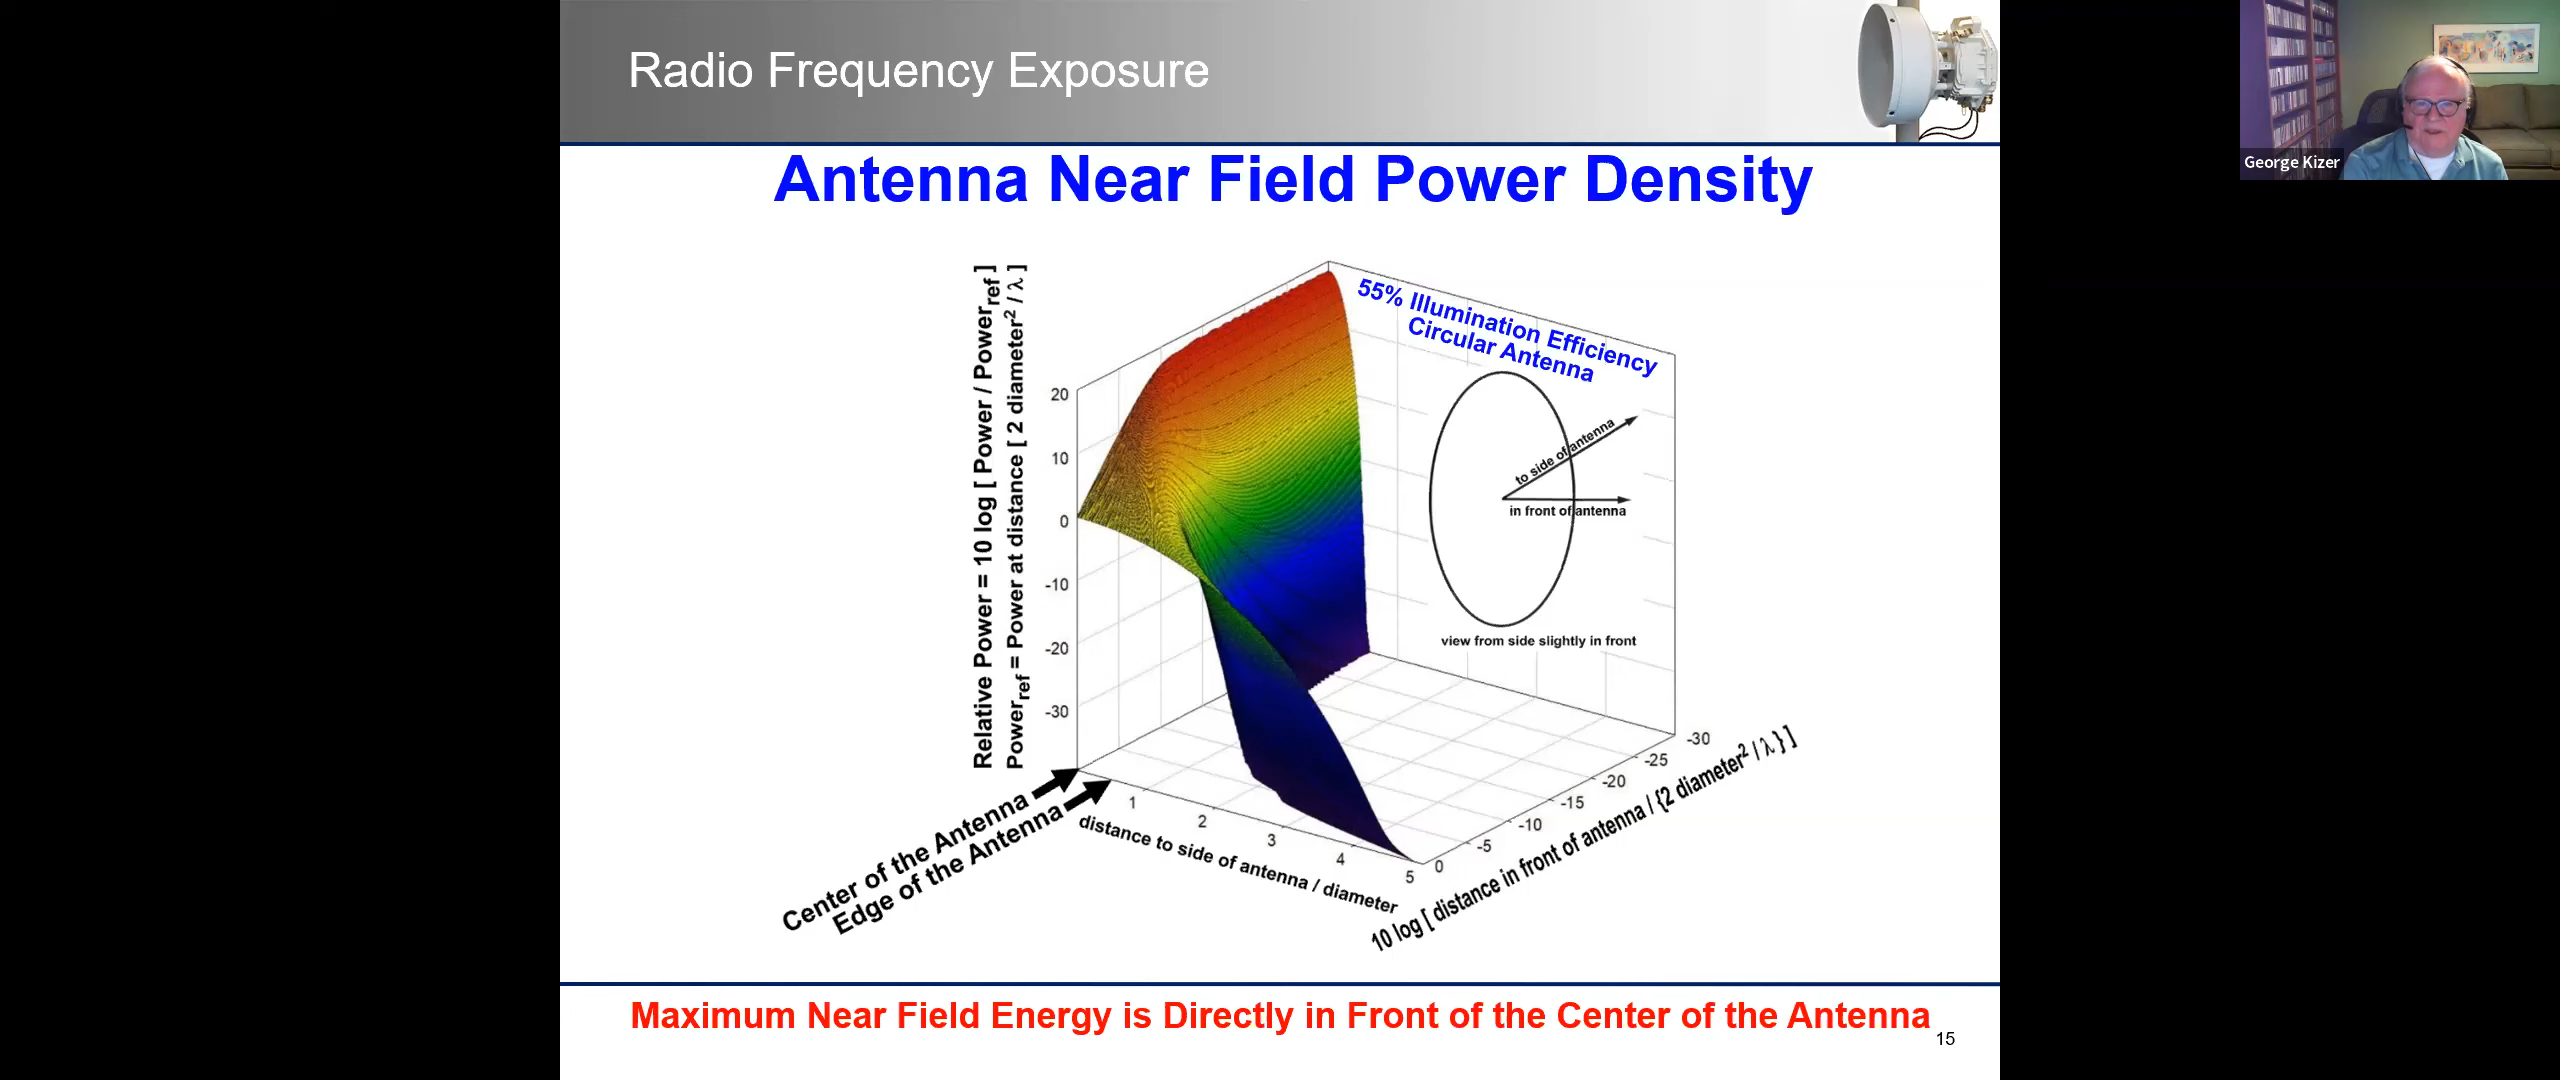 Radio Frequency Exposure
George Kizer
Antenna Near Field Power Density
Relative Power = 10 log [ Power / Power_ref ]
Power_ref = Power at distance [ 2 diameter² / λ ]
55% Illumination Efficiency
Circular Antenna
to side of antenna
in front of antenna
view from side slightly in front
20
10
0
-10
-20
-30
Center of the Antenna
Edge of the Antenna
1
2
3
4
5
distance to side of antenna / diameter
0
-5
-10
-15
-20
-25
-30
10 log [ distance in front of antenna / {2 diameter² / λ } ]
Maximum Near Field Energy is Directly in Front of the Center of the Antenna
15